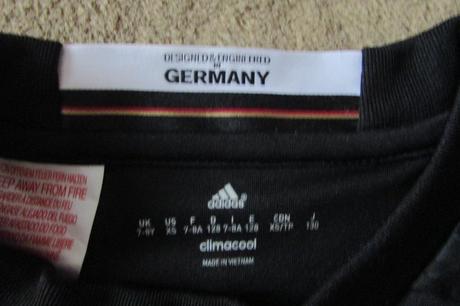 DESIGNED & ENGINEERED
IN
GERMANY
adidas
UK US F D I E CDN J
7-8Y XS 7-8A 128 7-8A 128 XS/TP 130
climacool
MADE IN VIETNAM
KEEP AWAY FROM FIRE